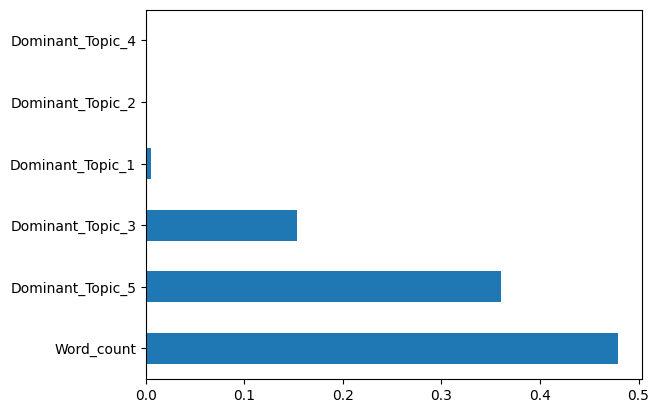 Dominant_Topic_4
Dominant_Topic_2
Dominant_Topic_1
Dominant_Topic_3
Dominant_Topic_5
Word_count
0.0 0.1 0.2 0.3 0.4 0.5